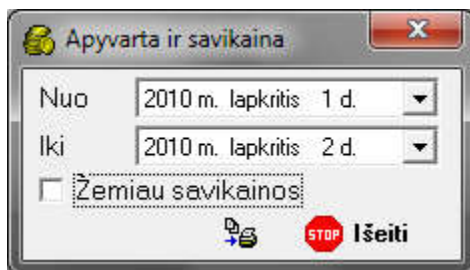 Apyvarta ir savikaina
Nuo 2010 m. lapkritis 1 d.
Iki 2010 m. lapkritis 2 d.
Žemiau savikainos
STOP Išeiti